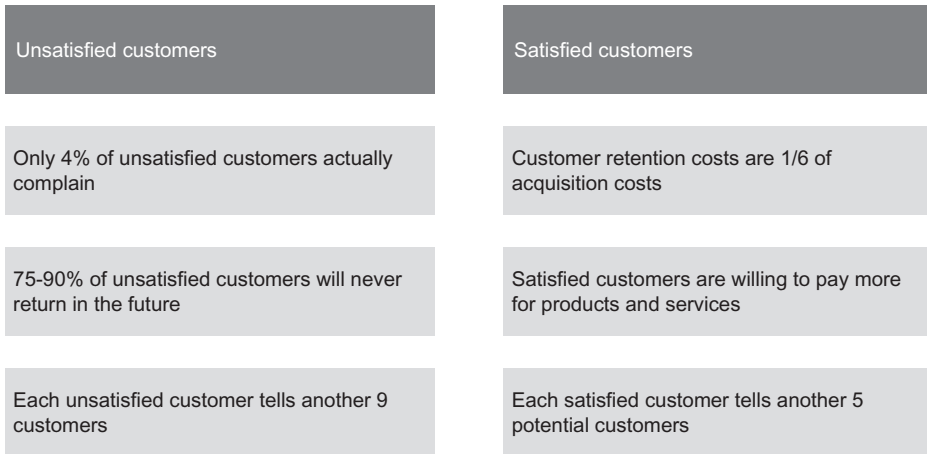 Unsatisfied customers
Satisfied customers
Only 4% of unsatisfied customers actually
complain
Customer retention costs are 1/6 of
acquisition costs
75-90% of unsatisfied customers will never
return in the future
Satisfied customers are willing to pay more
for products and services
Each unsatisfied customer tells another 9
customers
Each satisfied customer tells another 5
potential customers